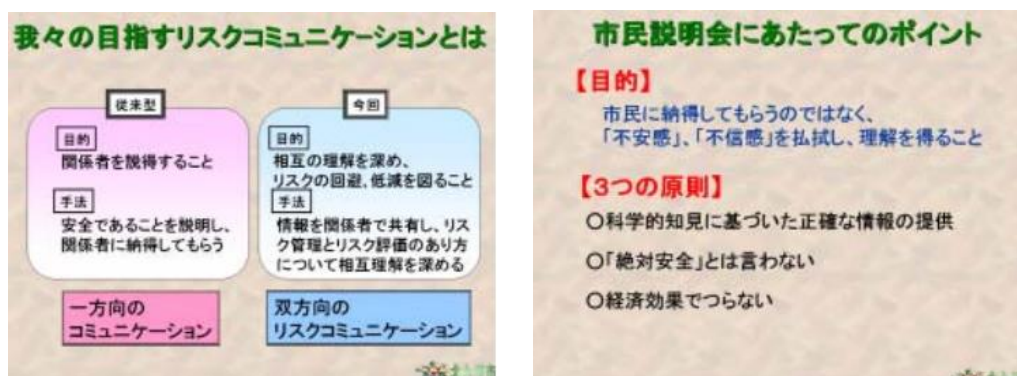 我々の目指すリスクコミュニケーションとは
従来型
目的
関係者を説得すること
手法
安全であることを説明し、
関係者に納得してもらう
一方向の
コミュニケーション
今回
目的
相互の理解を深め、
リスクの回避、低減を図ること
手法
情報を関係者で共有し、リス
ク管理とリスク評価のあり方
について相互理解を深める
双方向の
リスクコミュニケーション
市民説明会にあたってのポイント
【目的】
市民に納得してもらうのではなく、
「不安感」、「不信感」を払拭し、理解を得ること
【3つの原則】
○科学的知見に基づいた正確な情報の提供
○「絶対安全」とは言わない
○経済効果でつらない